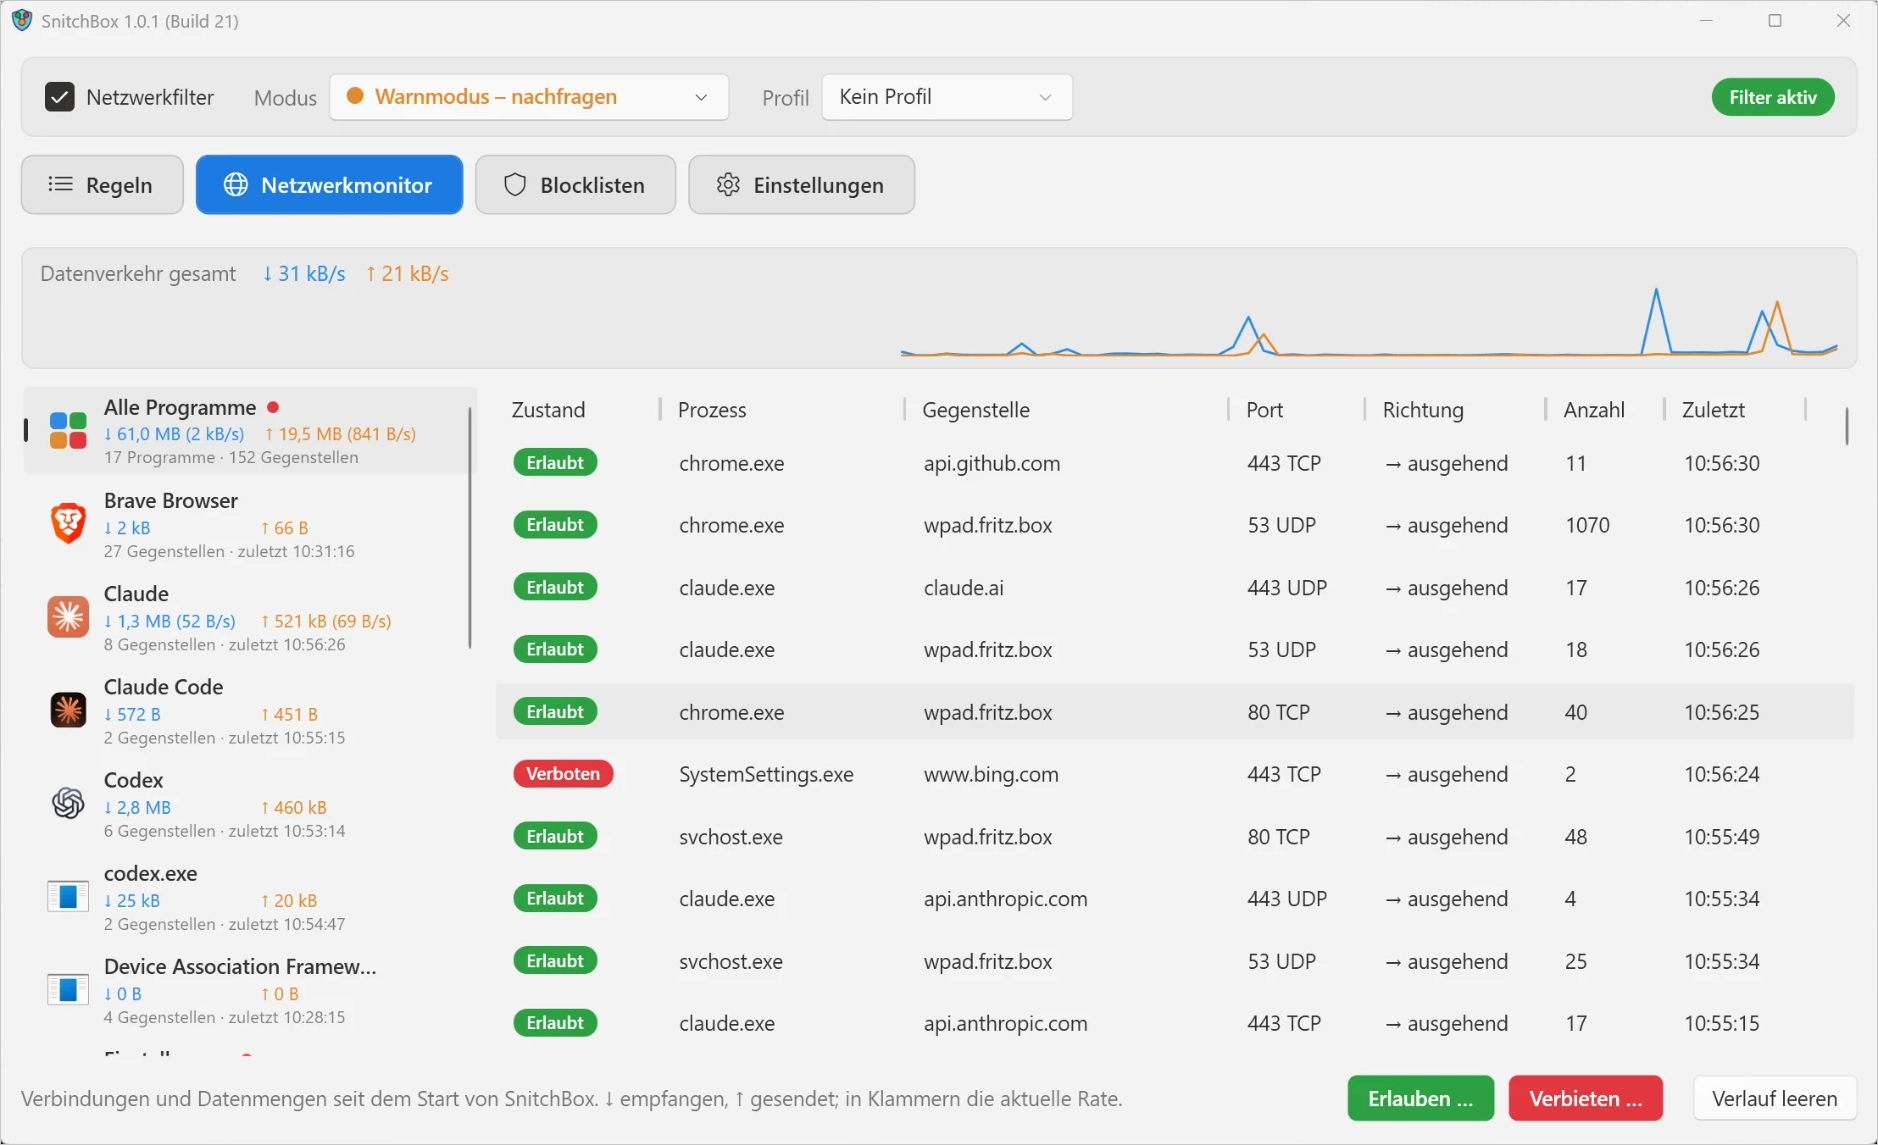 SnitchBox 1.0.1 (Build 21)
Netzwerkfilter Modus Warnmodus – nachfragen Profil Kein Profil Filter aktiv
Regeln Netzwerkmonitor Blocklisten Einstellungen
Datenverkehr gesamt ↓ 31 kB/s ↑ 21 kB/s
Alle Programme
↓ 61,0 MB (2 kB/s) ↑ 19,5 MB (841 B/s)
17 Programme · 152 Gegenstellen
Brave Browser
↓ 2 kB ↑ 66 B
27 Gegenstellen · zuletzt 10:31:16
Claude
↓ 1,3 MB (52 B/s) ↑ 521 kB (69 B/s)
8 Gegenstellen · zuletzt 10:56:26
Claude Code
↓ 572 B ↑ 451 B
2 Gegenstellen · zuletzt 10:55:15
Codex
↓ 2,8 MB ↑ 460 kB
6 Gegenstellen · zuletzt 10:53:14
codex.exe
↓ 25 kB ↑ 20 kB
2 Gegenstellen · zuletzt 10:54:47
Device Association Framew...
↓ 0 B ↑ 0 B
4 Gegenstellen · zuletzt 10:28:15
Zustand Prozess Gegenstelle Port Richtung Anzahl Zuletzt
Erlaubt chrome.exe api.github.com 443 TCP → ausgehend 11 10:56:30
Erlaubt chrome.exe wpad.fritz.box 53 UDP → ausgehend 1070 10:56:30
Erlaubt claude.exe claude.ai 443 UDP → ausgehend 17 10:56:26
Erlaubt claude.exe wpad.fritz.box 53 UDP → ausgehend 18 10:56:26
Erlaubt chrome.exe wpad.fritz.box 80 TCP → ausgehend 40 10:56:25
Verboten SystemSettings.exe www.bing.com 443 TCP → ausgehend 2 10:56:24
Erlaubt svchost.exe wpad.fritz.box 80 TCP → ausgehend 48 10:55:49
Erlaubt claude.exe api.anthropic.com 443 UDP → ausgehend 4 10:55:34
Erlaubt svchost.exe wpad.fritz.box 53 UDP → ausgehend 25 10:55:34
Erlaubt claude.exe api.anthropic.com 443 TCP → ausgehend 17 10:55:15
Verbindungen und Datenmengen seit dem Start von SnitchBox. ↓ empfangen, ↑ gesendet; in Klammern die aktuelle Rate.
Erlauben ... Verbieten ... Verlauf leeren